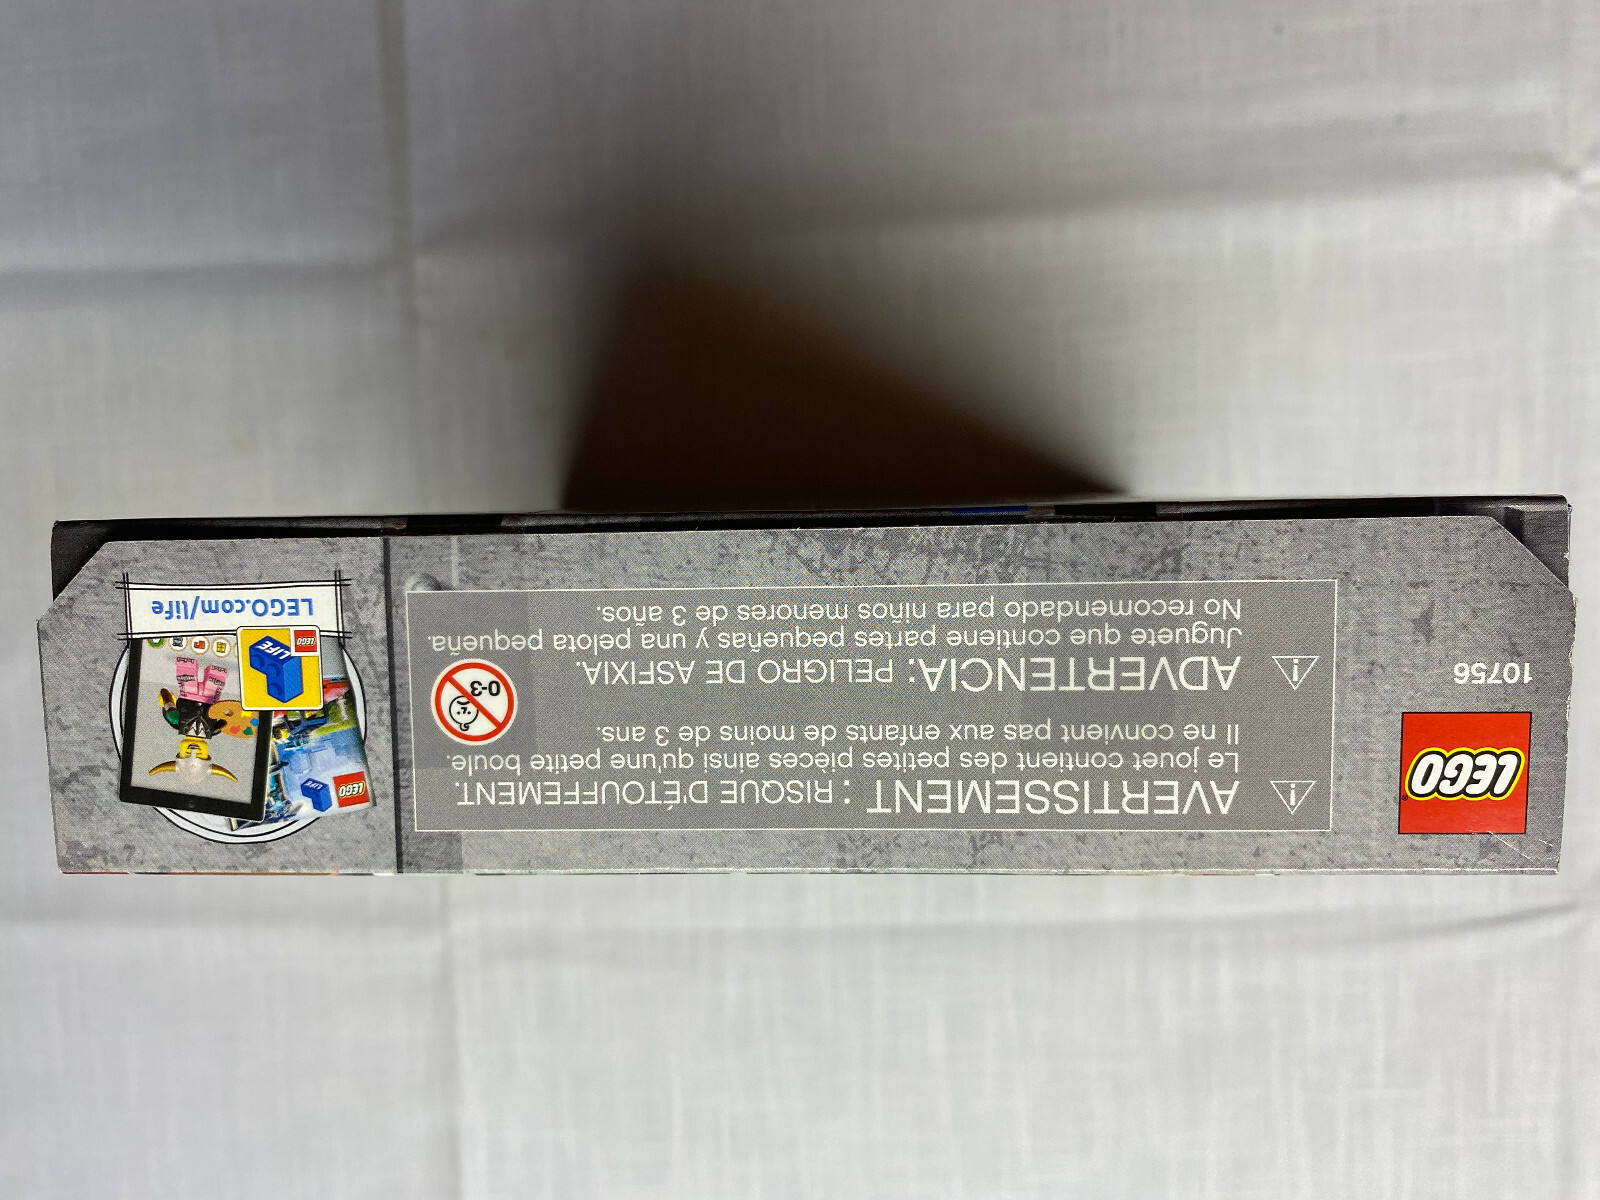 LEGO
10756
AVERTISSEMENT : RISQUE D'ÉTOUFFEMENT.
Le jouet contient des petites pièces ainsi qu'une petite boule.
Il ne convient pas aux enfants de moins de 3 ans.
ADVERTENCIA: PELIGRO DE ASFIXIA.
Juguete que contiene partes pequeñas y una pelota pequeña.
No recomendado para niños menores de 3 años.
0-3
LEGO
LIFE
LEGO
LIFE
LEGO.com/life